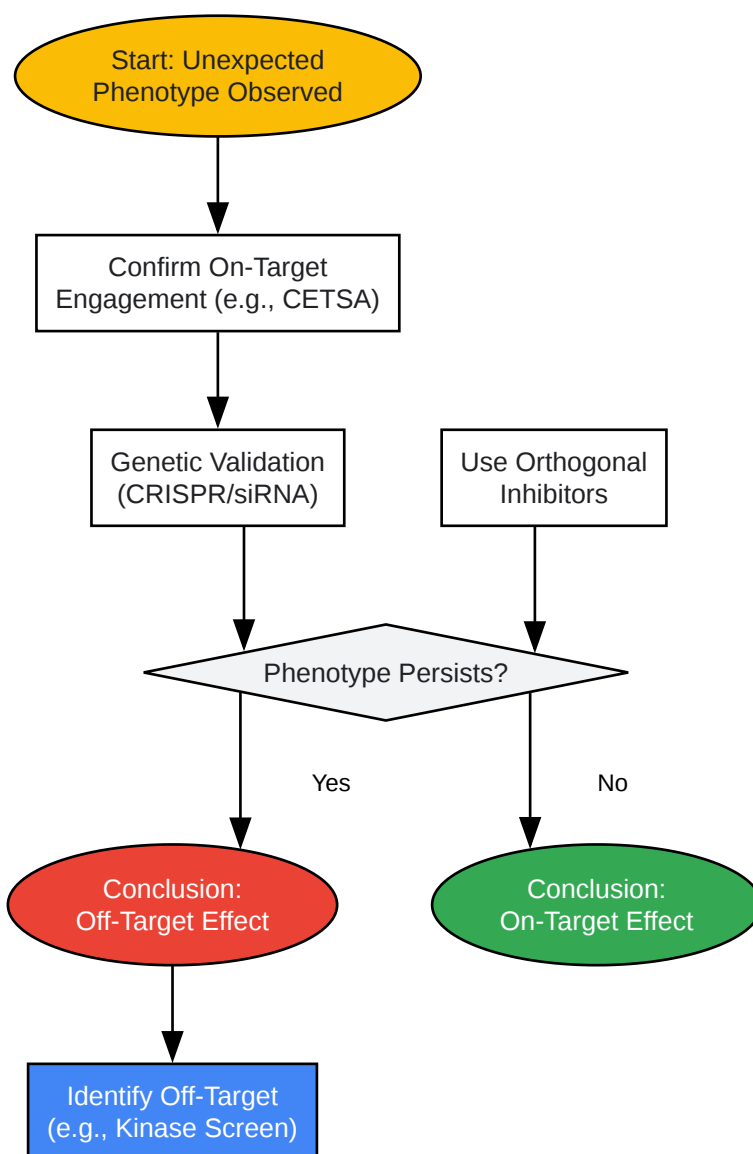 Start: Unexpected
Phenotype Observed
Confirm On-Target
Engagement (e.g., CETSA)
Genetic Validation
(CRISPR/siRNA)
Use Orthogonal
Inhibitors
Phenotype Persists?
Yes
No
Conclusion:
Off-Target Effect
Conclusion:
On-Target Effect
Identify Off-Target
(e.g., Kinase Screen)